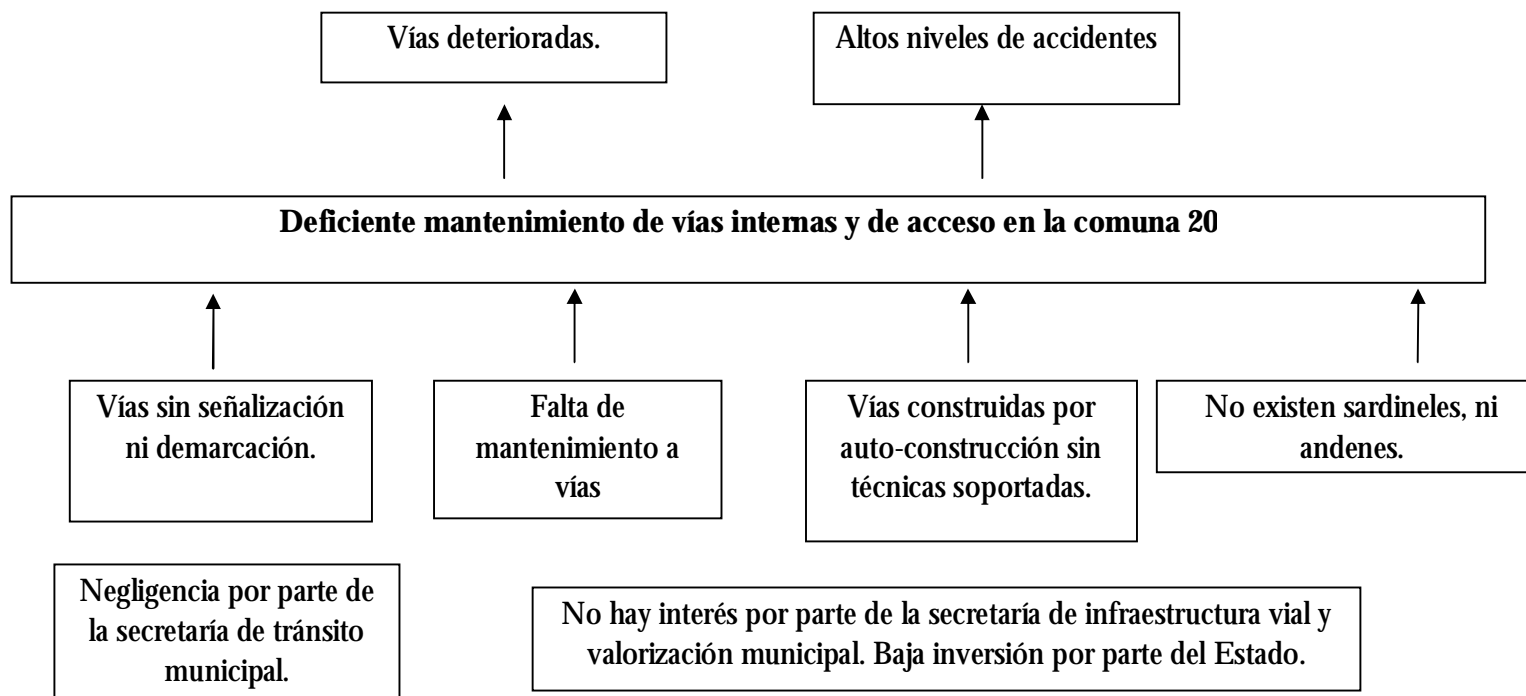 Vías deterioradas.
Altos niveles de accidentes
Deficiente mantenimiento de vías internas y de acceso en la comuna 20
Vías sin señalización
ni demarcación.
Falta de
mantenimiento a
vías
Vías construidas por
auto-construcción sin
técnicas soportadas.
No existen sardineles, ni
andenes.
Negligencia por parte de
la secretaría de tránsito
municipal.
No hay interés por parte de la secretaría de infraestructura vial y
valorización municipal. Baja inversión por parte del Estado.